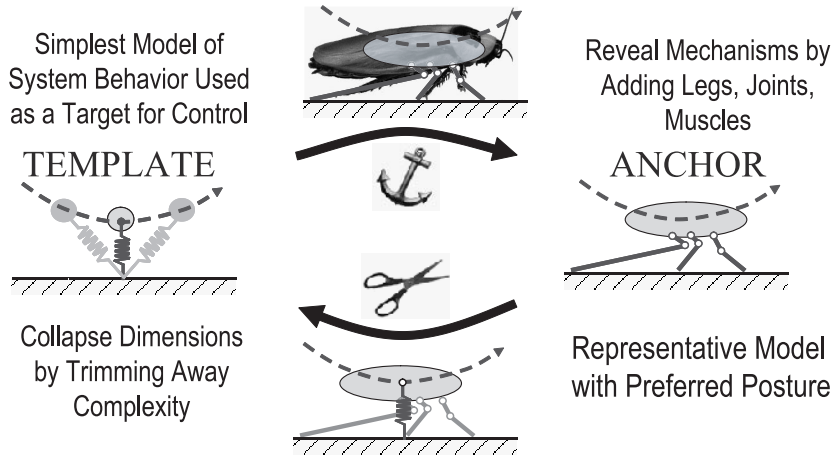 Simplest Model of
System Behavior Used
as a Target for Control
TEMPLATE
Collapse Dimensions
by Trimming Away
Complexity
Reveal Mechanisms by
Adding Legs, Joints,
Muscles
ANCHOR
Representative Model
with Preferred Posture